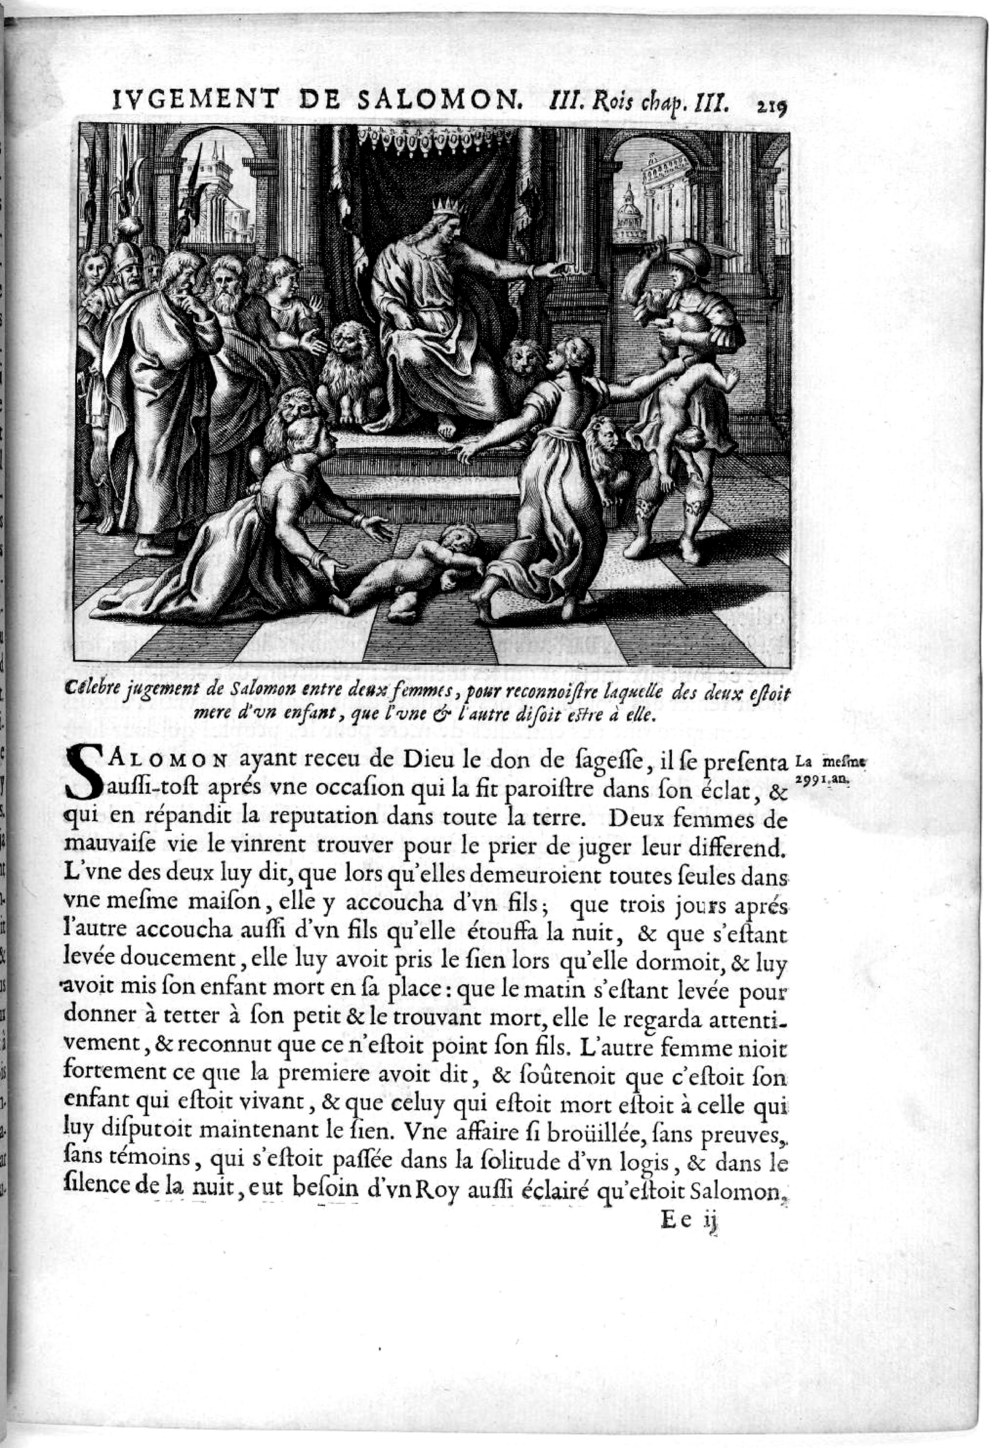 IVGEMENT DE SALOMON. III. Rois chap. III. 219
Célebre jugement de Salomon entre deux femmes, pour reconnoiſtre laquelle des deux eſtoit
mere d'vn enfant, que l'vne & l'autre diſoit eſtre à elle.
SALOMON ayant receu de Dieu le don de ſageſſe, il ſe preſenta
La meſme
auſſi-toſt aprés vne occaſion qui la fit paroiſtre dans ſon éclat, &
2991. an.
qui en répandit la reputation dans toute la terre. Deux femmes de
mauvaiſe vie le vinrent trouver pour le prier de juger leur differend.
L'vne des deux luy dit, que lors qu'elles demeuroient toutes ſeules dans
vne meſme maiſon, elle y accoucha d'vn fils; que trois jours aprés
l'autre accoucha auſſi d'vn fils qu'elle étouffa la nuit, & que s'eſtant
levée doucement, elle luy avoit pris le ſien lors qu'elle dormoit, & luy
avoit mis ſon enfant mort en ſa place: que le matin s'eſtant levée pour
donner à tetter à ſon petit & le trouvant mort, elle le regarda attenti-
vement, & reconnut que ce n'eſtoit point ſon fils. L'autre femme nioit
fortement ce que la premiere avoit dit, & ſoûtenoit que c'eſtoit ſon
enfant qui eſtoit vivant, & que celuy qui eſtoit mort eſtoit à celle qui
luy diſputoit maintenant le ſien. Vne affaire ſi broüillée, ſans preuves,
ſans témoins, qui s'eſtoit paſſée dans la ſolitude d'vn logis, & dans le
ſilence de la nuit, eut beſoin d'vn Roy auſſi éclairé qu'eſtoit Salomon,
Ee ij